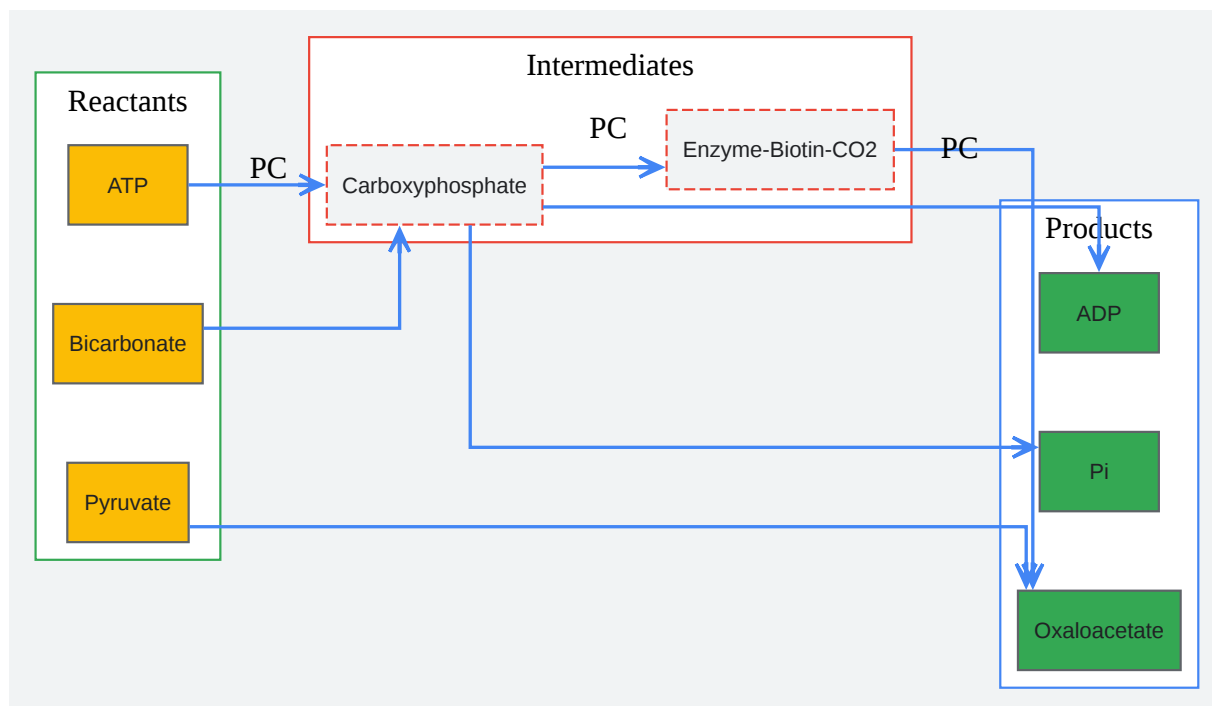 Reactants
ATP
Bicarbonate
Pyruvate
PC
Intermediates
Carboxyphosphate
PC
Enzyme-Biotin-CO2
PC
Products
ADP
Pi
Oxaloacetate